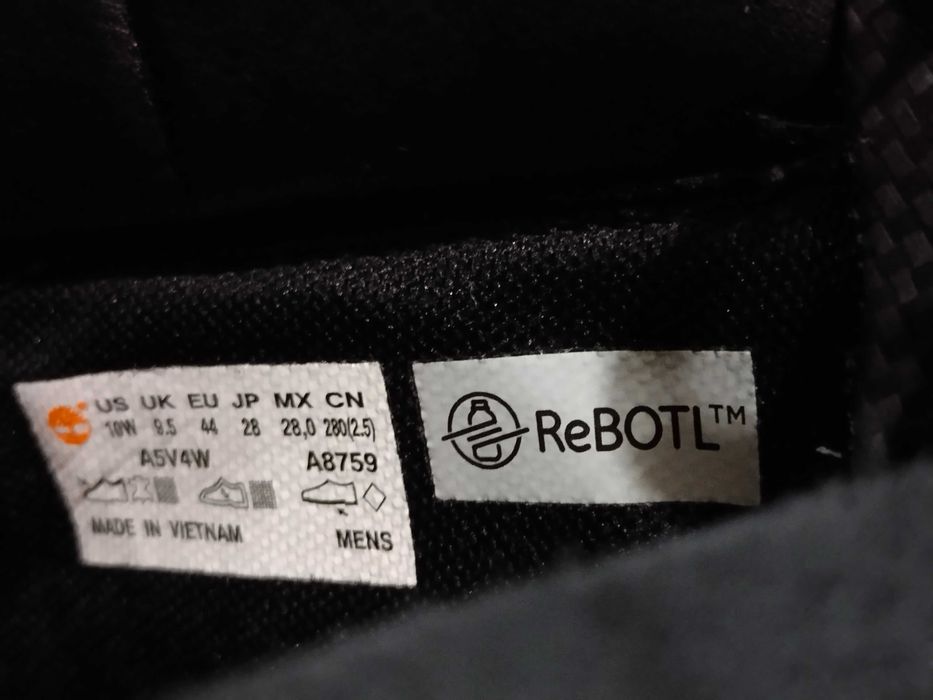 US UK EU JP MX CN
10W 9.5 44 28 28,0 280(2.5)
A5V4W A8759
MADE IN VIETNAM MENS
ReBOTL™